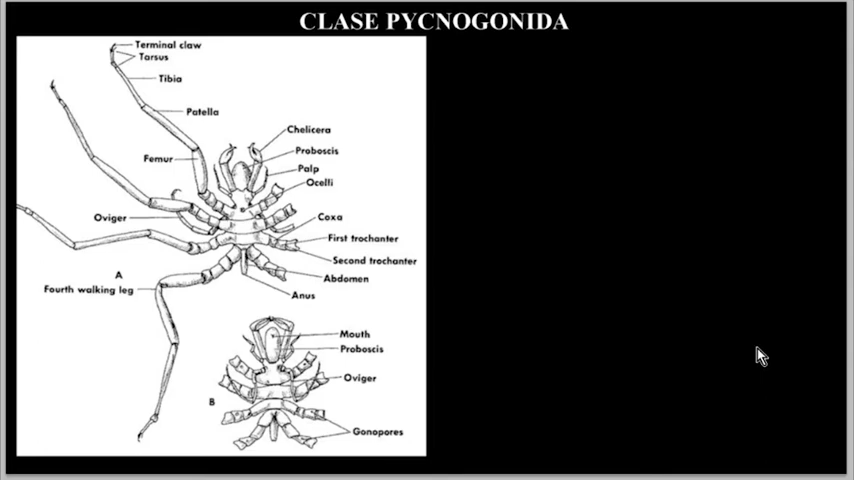 CLASE PYCNOGONIDA
Terminal claw
Tarsus
Tibia
Patella
Chelicera
Proboscis
Femur
Palp
Ocelli
Oviger
Coxa
First trochanter
Second trochanter
A
Abdomen
Fourth walking leg
Anus
Mouth
Proboscis
Oviger
B
Gonopores